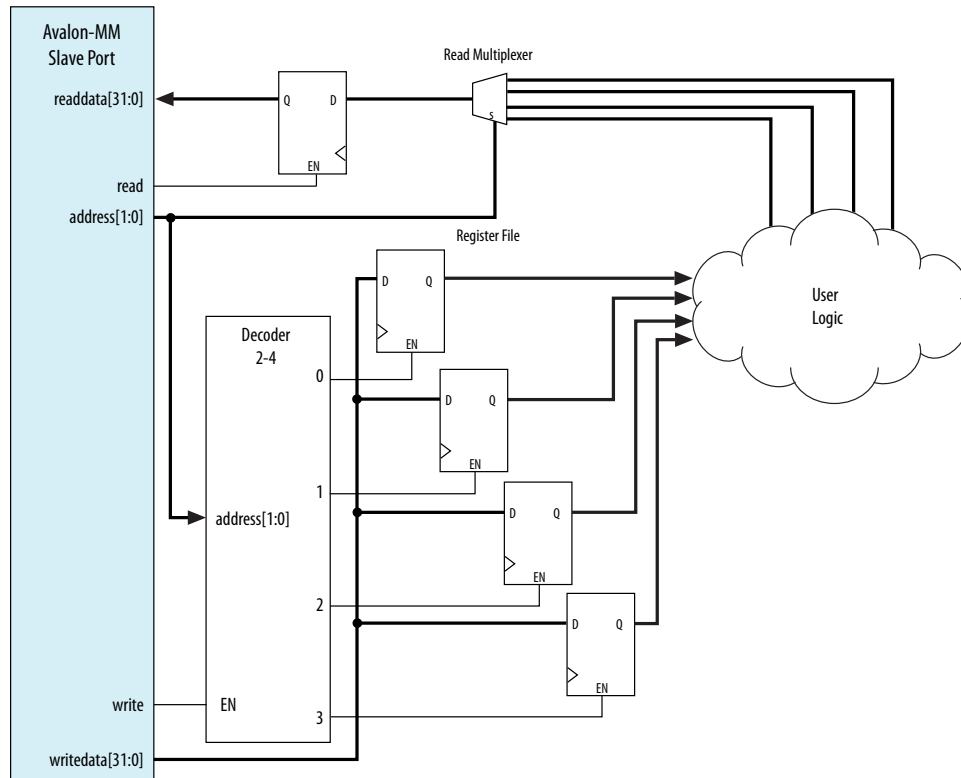 Avalon-MM
Slave Port
Read Multiplexer
readdata[31:0]
Q
D
s
EN
read
address[1:0]
Register File
D
Q
EN
User
Logic
Decoder
2-4
0
D
Q
EN
1
address[1:0]
D
Q
EN
2
D
Q
EN
write
EN
3
writedata[31:0]